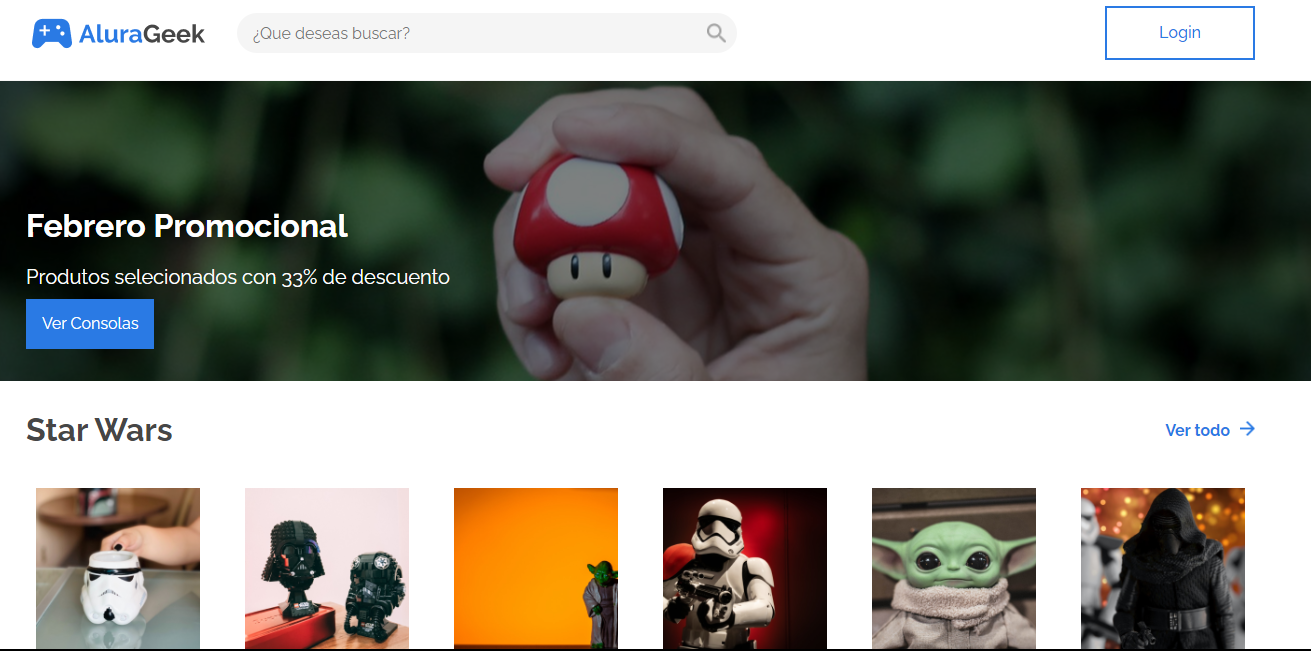 AluraGeek
¿Que deseas buscar?
Login
Febrero Promocional
Produtos selecionados con 33% de descuento
Ver Consolas
Star Wars
Ver todo